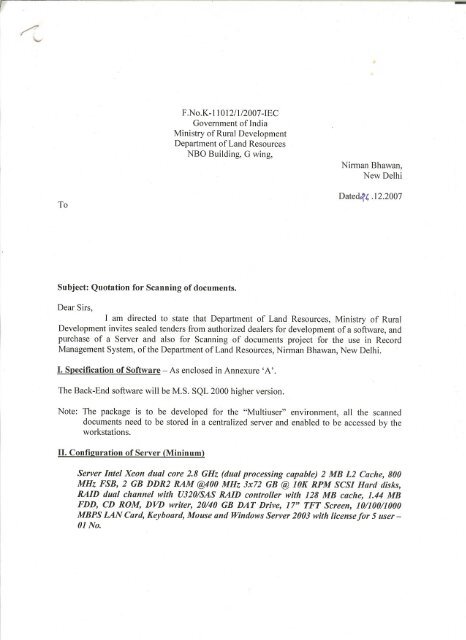 F.No.K-11012/1/2007-IEC
Government of India
Ministry of Rural Development
Department of Land Resources
NBO Building, G wing,
Nirman Bhawan,
New Delhi
Dated .12.2007
To
Subject: Quotation for Scanning of documents.
Dear Sirs,
I am directed to state that Department of Land Resources, Ministry of Rural
Development invites sealed tenders from authorized dealers for development of a software, and
purchase of a Server and also for Scanning of documents project for the use in Record
Management System, of the Department of Land Resources, Nirman Bhawan, New Delhi.
I. Specification of Software – As enclosed in Annexure 'A'.
The Back-End software will be M.S. SQL 2000 higher version.
Note: The package is to be developed for the "Multiuser" environment, all the scanned
documents need to be stored in a centralized server and enabled to be accessed by the
workstations.
II. Configuration of Server (Mininum)
Server Intel Xeon dual core 2.8 GHz (dual processing capable) 2 MB L2 Cache, 800
MHz FSB, 2 GB DDR2 RAM @400 MHz 3x72 GB @ 10K RPM SCSI Hard disks,
RAID dual channel with U320/SAS RAID controller with 128 MB cache, 1.44 MB
FDD, CD ROM, DVD writer, 20/40 GB DAT Drive, 17" TFT Screen, 10/100/1000
MBPS LAN Card, Keyboard, Mouse and Windows Server 2003 with license for 5 user –
01 No.